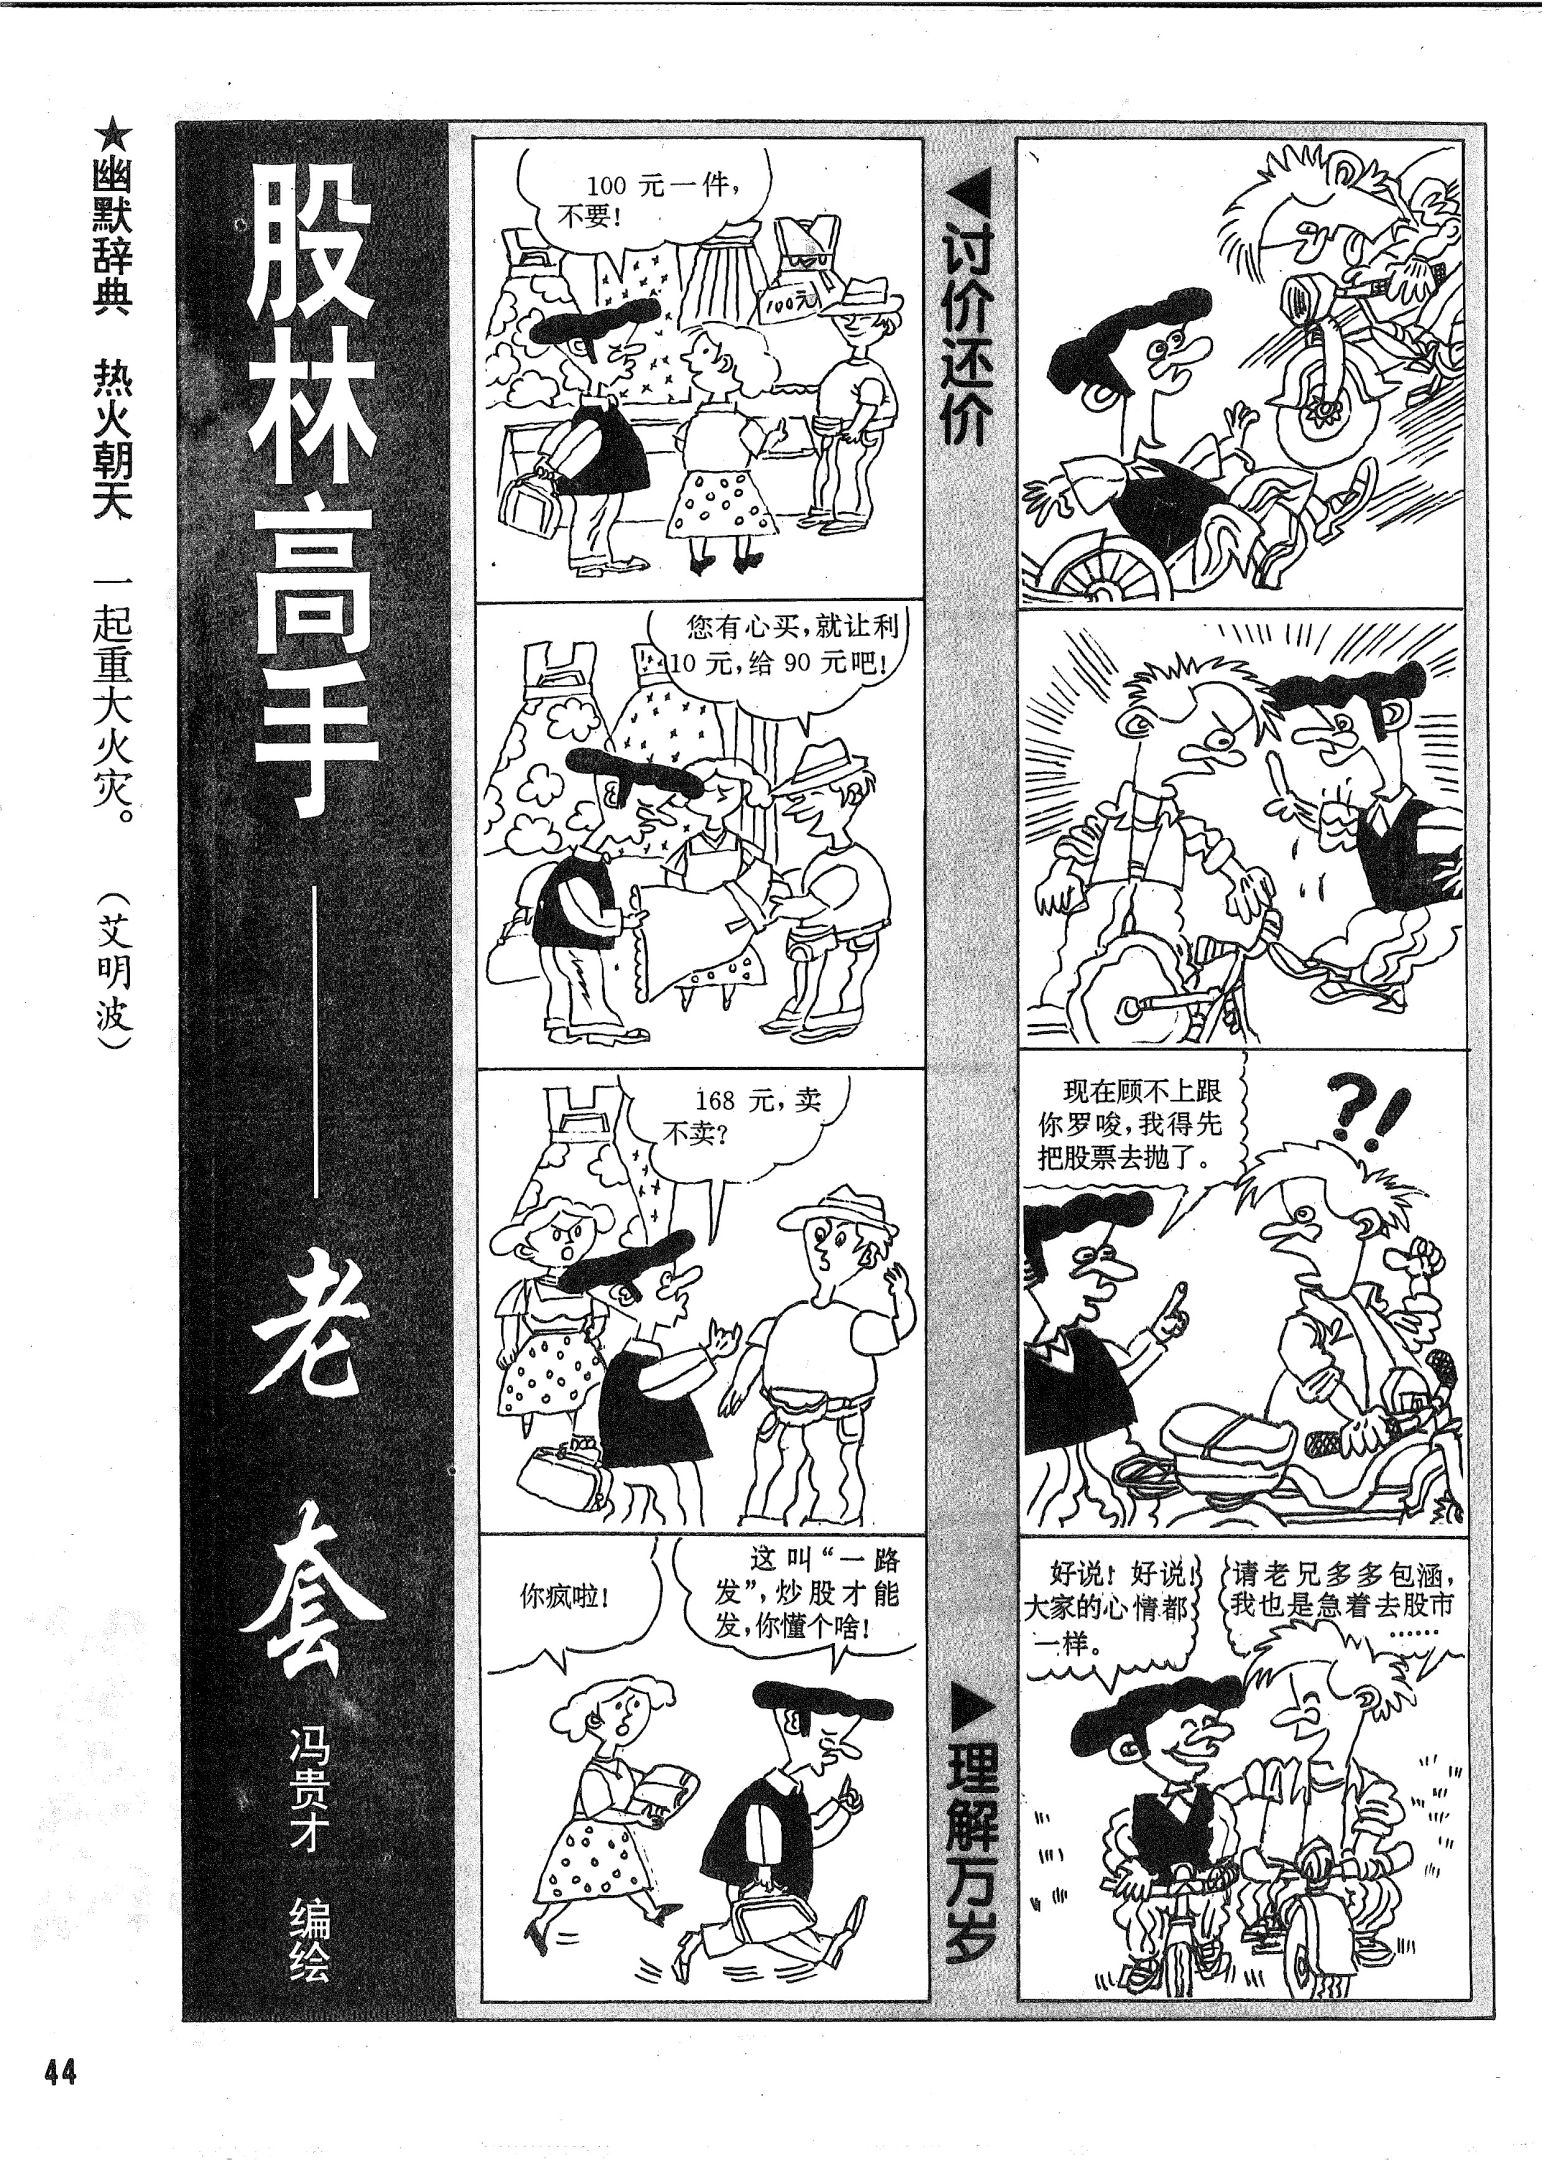 ★幽默辞典 热火朝天 一起重大火灾。 （艾明波）
股林高手——老套
冯贵才 编绘
◀讨价还价
100 元一件，
不要！
100元
您有心买，就让利
10 元，给 90 元吧！
168 元，卖
不卖？
你疯啦！
这叫“一路
发”，炒股才能
发，你懂个啥！
▶理解万岁
?!
现在顾不上跟
你罗唆，我得先
把股票去抛了。
请老兄多多包涵，
我也是急着去股市
……
好说！好说！
大家的心情都
一样。
44